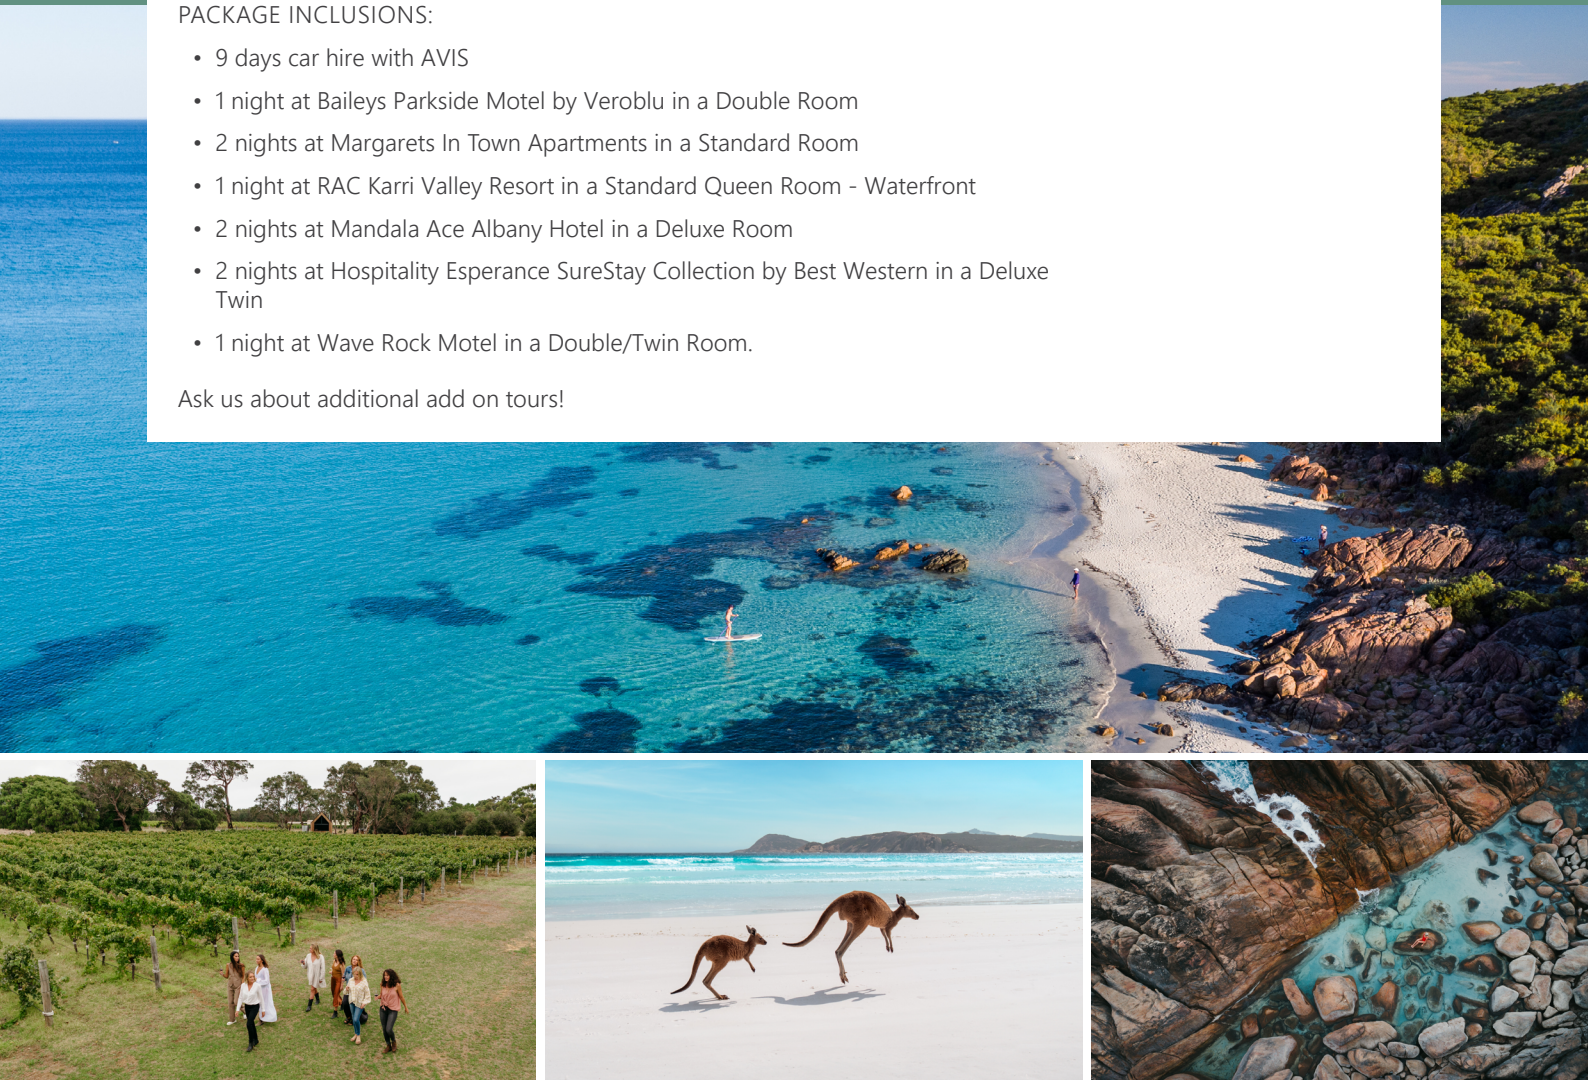 PACKAGE INCLUSIONS:
• 9 days car hire with AVIS
• 1 night at Baileys Parkside Motel by Veroblu in a Double Room
• 2 nights at Margarets In Town Apartments in a Standard Room
• 1 night at RAC Karri Valley Resort in a Standard Queen Room - Waterfront
• 2 nights at Mandala Ace Albany Hotel in a Deluxe Room
• 2 nights at Hospitality Esperance SureStay Collection by Best Western in a Deluxe
Twin
• 1 night at Wave Rock Motel in a Double/Twin Room.
Ask us about additional add on tours!